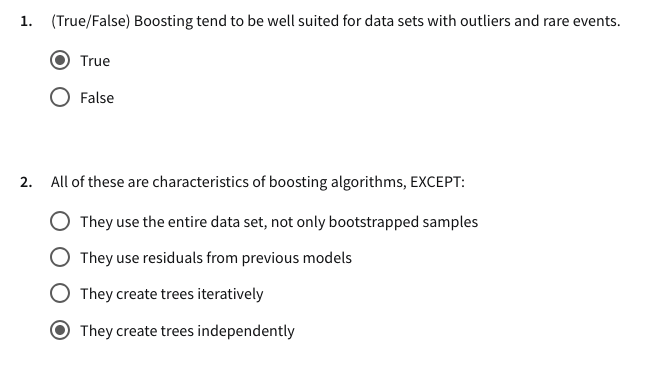 1. (True/False) Boosting tend to be well suited for data sets with outliers and rare events.
True
False
2. All of these are characteristics of boosting algorithms, EXCEPT:
They use the entire data set, not only bootstrapped samples
They use residuals from previous models
They create trees iteratively
They create trees independently